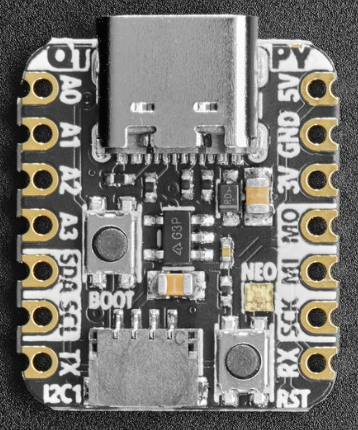 QT PY
A0 5V
A1 GND
A2 3V
A3 MO
SDA MI
SCL SCK
TX RX
G3P
NEO
BOOT
I2C1 RST